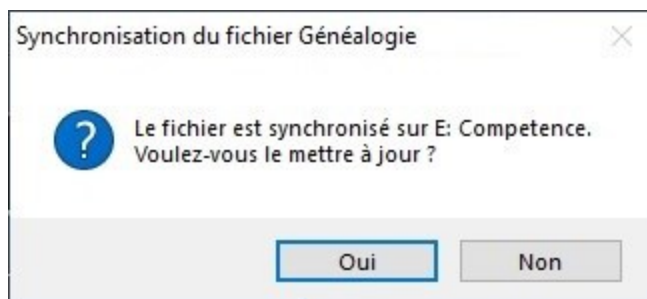 Synchronisation du fichier Généalogie
Le fichier est synchronisé sur E: Competence.
Voulez-vous le mettre à jour ?
Oui
Non